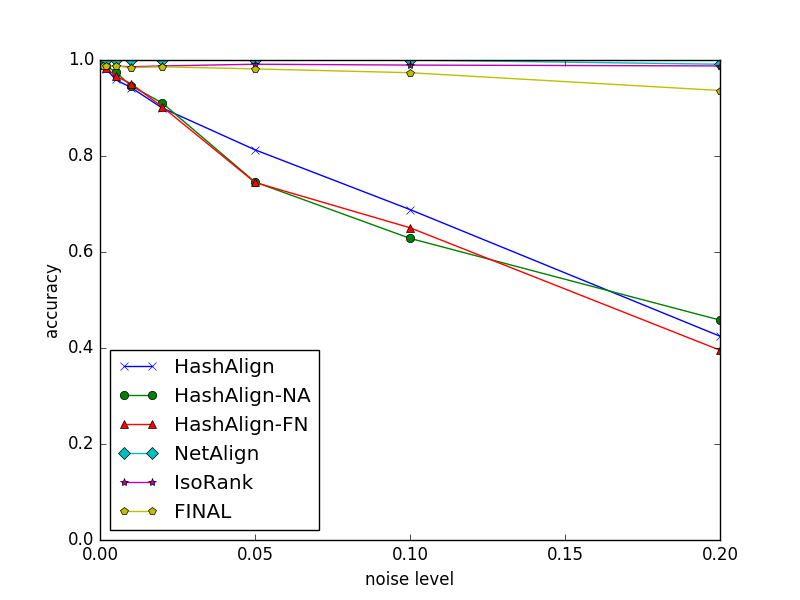 1.0
0.8
0.6
0.4
0.2
0.0
accuracy
HashAlign
HashAlign-NA
HashAlign-FN
NetAlign
IsoRank
FINAL
0.00 0.05 0.10 0.15 0.20
noise level